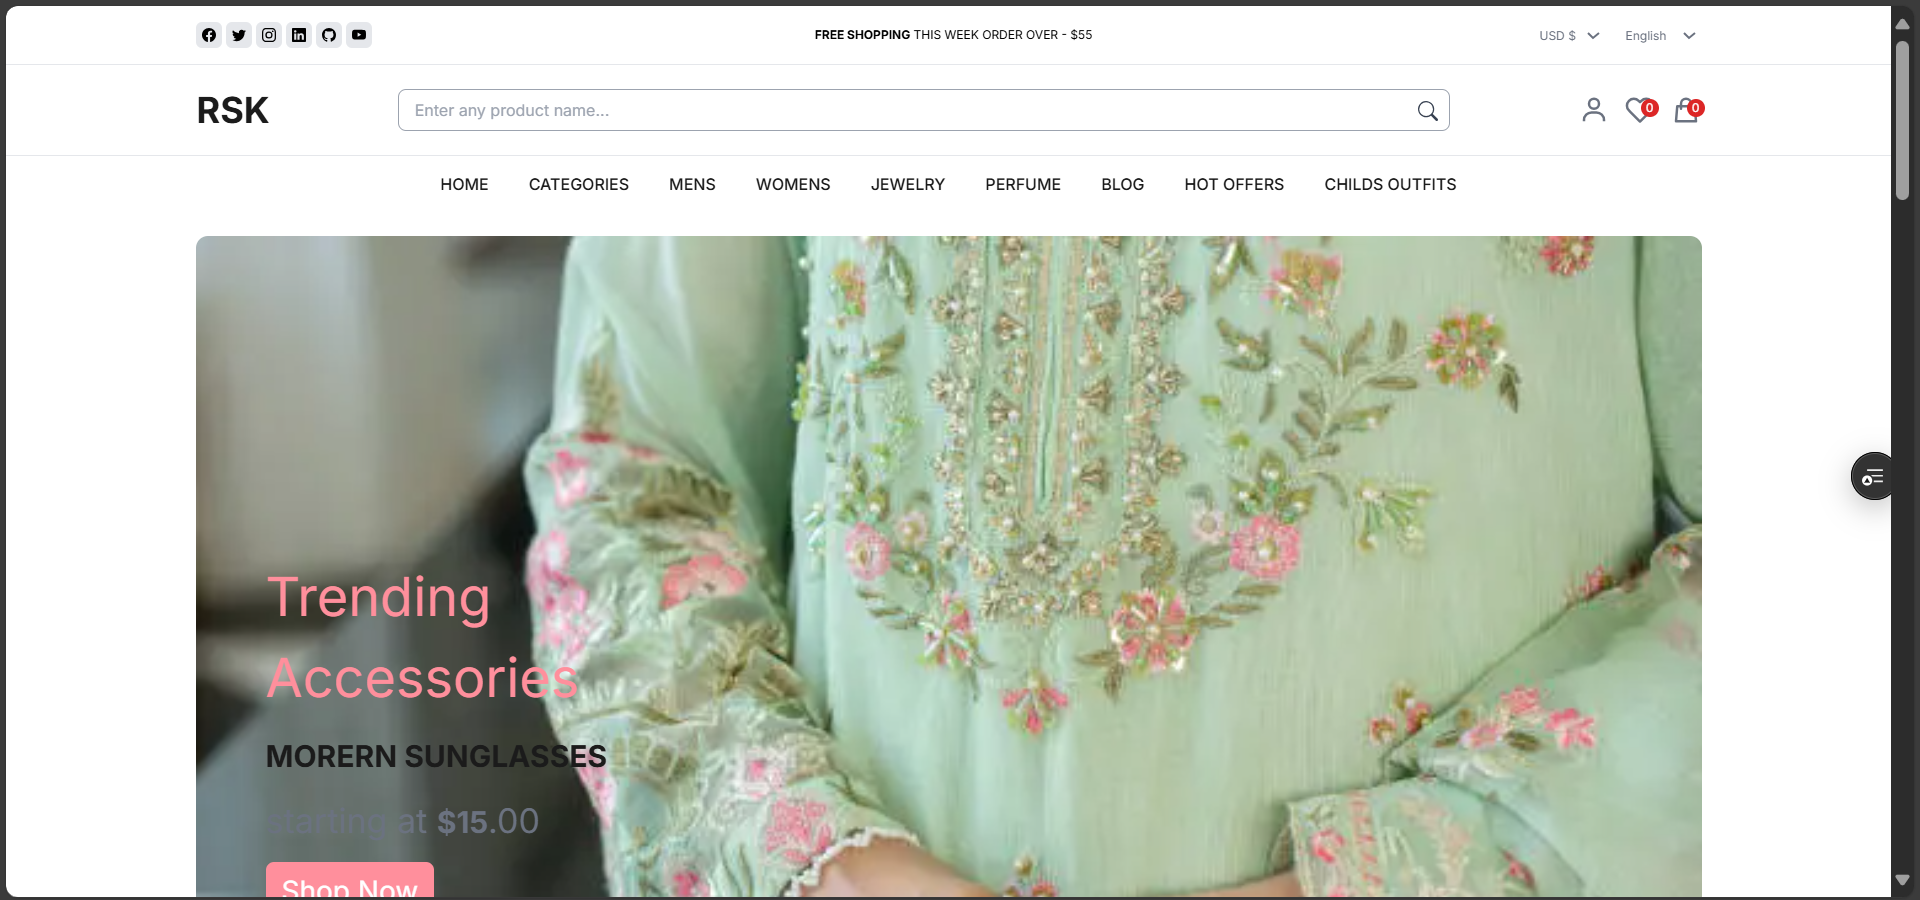 FREE SHOPPING THIS WEEK ORDER OVER - $55
USD $
English
RSK
Enter any product name...
0
0
HOME
CATEGORIES
MENS
WOMENS
JEWELRY
PERFUME
BLOG
HOT OFFERS
CHILDS OUTFITS
Trending
Accessories
MORERN SUNGLASSES
starting at $15.00
Shop Now